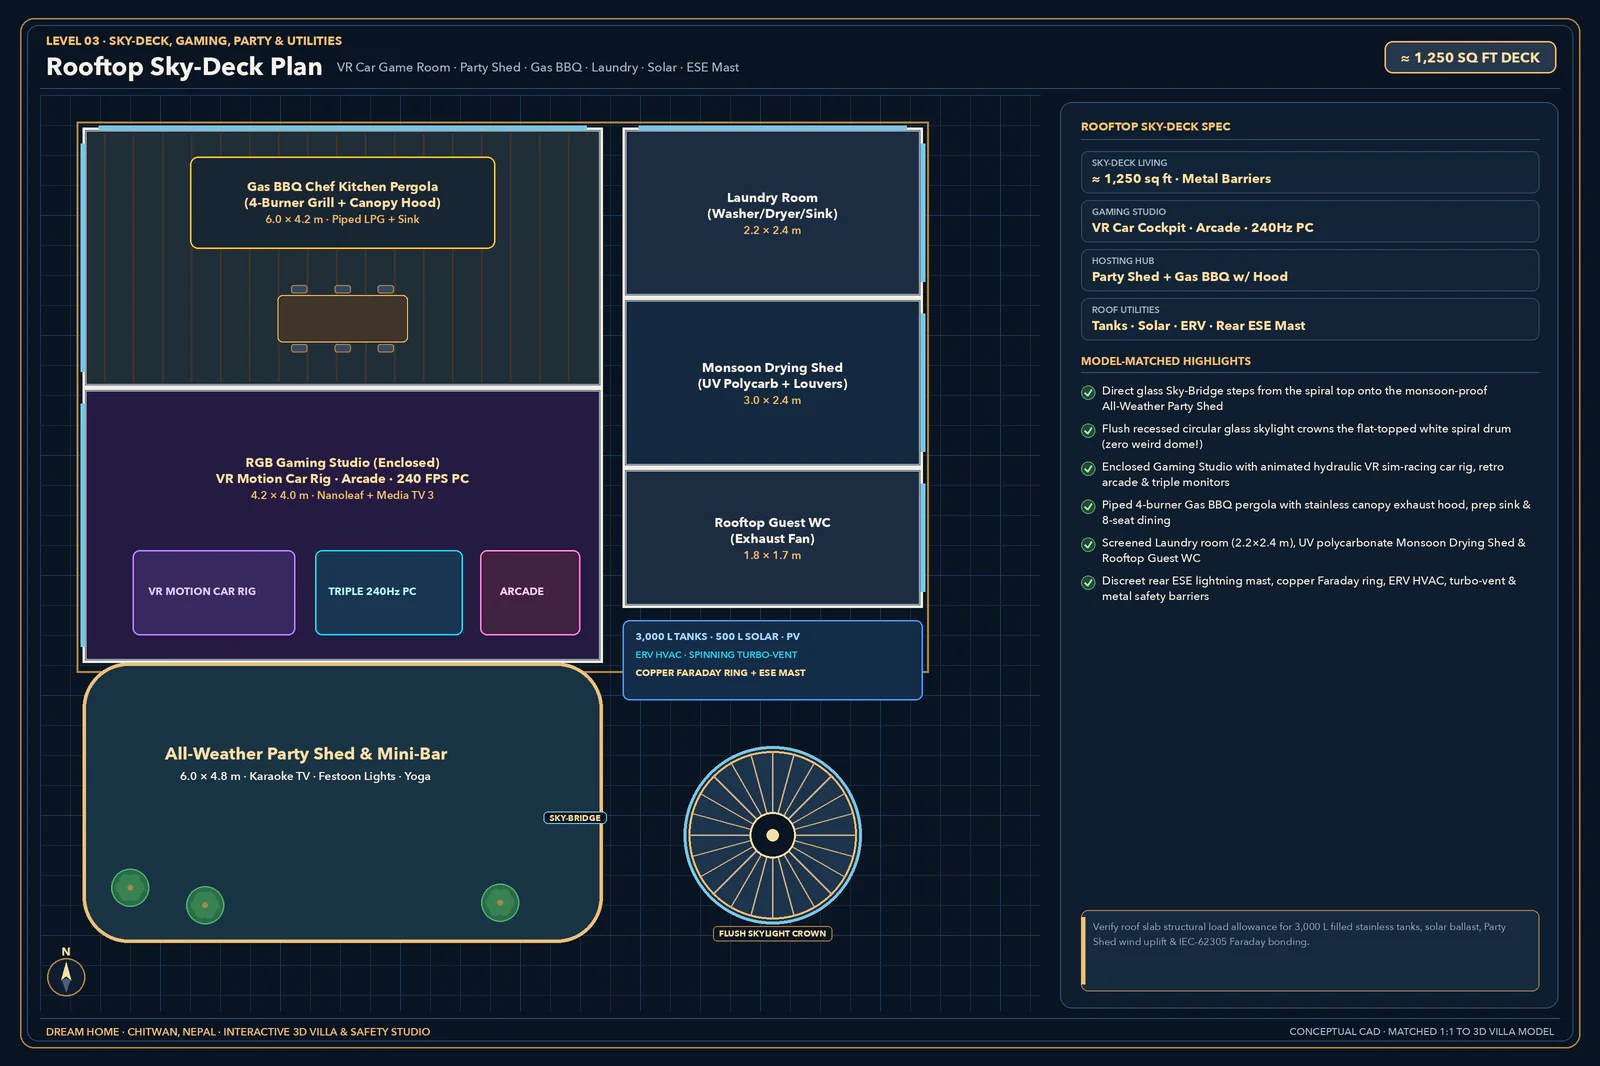 LEVEL 03 · SKY-DECK, GAMING, PARTY & UTILITIES
Rooftop Sky-Deck Plan
VR Car Game Room · Party Shed · Gas BBQ · Laundry · Solar · ESE Mast
≈ 1,250 SQ FT DECK
Gas BBQ Chef Kitchen Pergola
(4-Burner Grill + Canopy Hood)
6.0 × 4.2 m · Piped LPG + Sink
RGB Gaming Studio (Enclosed)
VR Motion Car Rig · Arcade · 240 FPS PC
4.2 × 4.0 m · Nanoleaf + Media TV 3
VR MOTION CAR RIG
TRIPLE 240Hz PC
ARCADE
All-Weather Party Shed & Mini-Bar
6.0 × 4.8 m · Karaoke TV · Festoon Lights · Yoga
SKY-BRIDGE
N
Laundry Room
(Washer/Dryer/Sink)
2.2 × 2.4 m
Monsoon Drying Shed
(UV Polycarb + Louvers)
3.0 × 2.4 m
Rooftop Guest WC
(Exhaust Fan)
1.8 × 1.7 m
3,000 L TANKS · 500 L SOLAR · PV
ERV HVAC · SPINNING TURBO-VENT
COPPER FARADAY RING + ESE MAST
FLUSH SKYLIGHT CROWN
ROOFTOP SKY-DECK SPEC
SKY-DECK LIVING
≈ 1,250 sq ft · Metal Barriers
GAMING STUDIO
VR Car Cockpit · Arcade · 240Hz PC
HOSTING HUB
Party Shed + Gas BBQ w/ Hood
ROOF UTILITIES
Tanks · Solar · ERV · Rear ESE Mast
MODEL-MATCHED HIGHLIGHTS
Direct glass Sky-Bridge steps from the spiral top onto the monsoon-proof
All-Weather Party Shed
Flush recessed circular glass skylight crowns the flat-topped white spiral drum
(zero weird dome!)
Enclosed Gaming Studio with animated hydraulic VR sim-racing car rig, retro
arcade & triple monitors
Piped 4-burner Gas BBQ pergola with stainless canopy exhaust hood, prep sink &
8-seat dining
Screened Laundry room (2.2×2.4 m), UV polycarbonate Monsoon Drying Shed &
Rooftop Guest WC
Discreet rear ESE lightning mast, copper Faraday ring, ERV HVAC, turbo-vent &
metal safety barriers
Verify roof slab structural load allowance for 3,000 L filled stainless tanks, solar ballast, Party
Shed wind uplift & IEC-62305 Faraday bonding.
DREAM HOME · CHITWAN, NEPAL · INTERACTIVE 3D VILLA & SAFETY STUDIO
CONCEPTUAL CAD · MATCHED 1:1 TO 3D VILLA MODEL